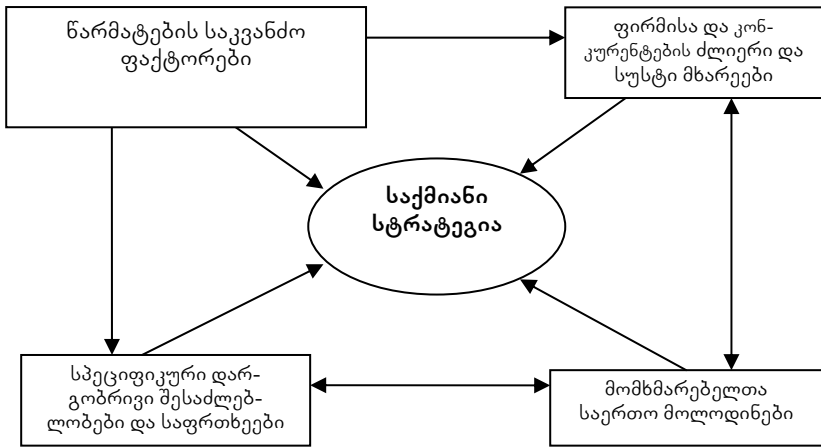 წარმატების საკვანძო
ფაქტორები
ფირმისა და კონ-
კურენტების ძლიერი და
სუსტი მხარეები
საქმიანი
სტრატეგია
სპეციფიკური დარ-
გობრივი შესაძლებ-
ლობები და საფრთხეები
მომხმარებელთა
საერთო მოლოდინები